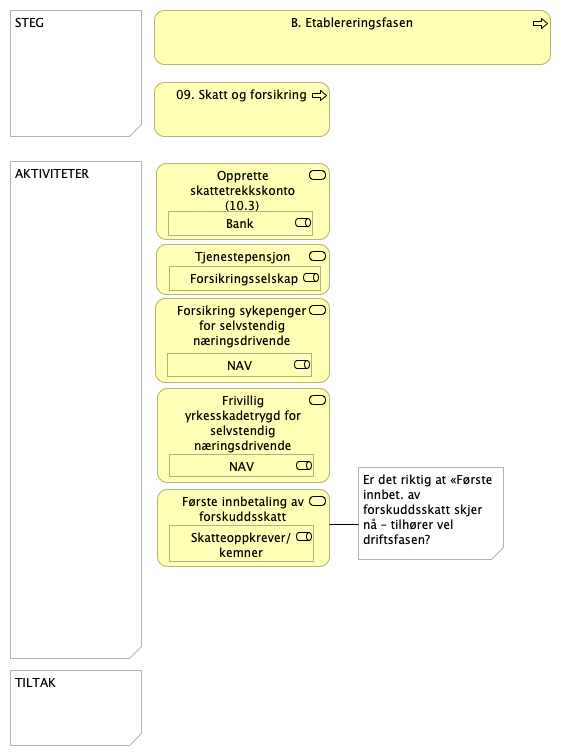 STEG
B. Etablereringsfasen
09. Skatt og forsikring
AKTIVITETER
Opprette
skattetrekkskonto
(10.3)
Bank
Tjenestepensjon
Forsikringsselskap
Forsikring sykepenger
for selvstendig
næringsdrivende
NAV
Frivillig
yrkesskadetrygd for
selvstendig
næringsdrivende
NAV
Første innbetaling av
forskuddsskatt
Skatteoppkrever/
kemner
Er det riktig at «Første
innbet. av
forskuddsskatt skjer
nå – tilhører vel
driftsfasen?
TILTAK